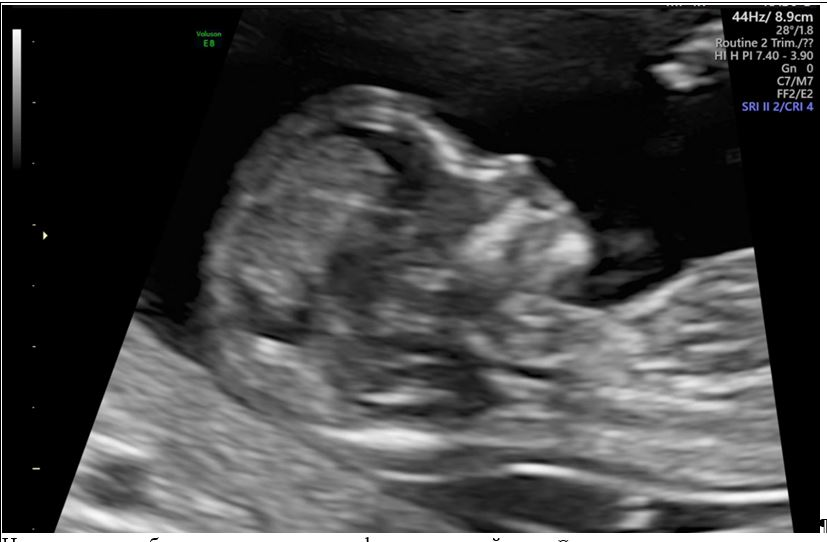 Voluson
E8
44Hz/ 8.9cm
28°/1.8
Routine 2 Trim./??
HI H PI 7.40 - 3.90
Gn 0
C7/M7
FF2/E2
SRI II 2/CRI 4